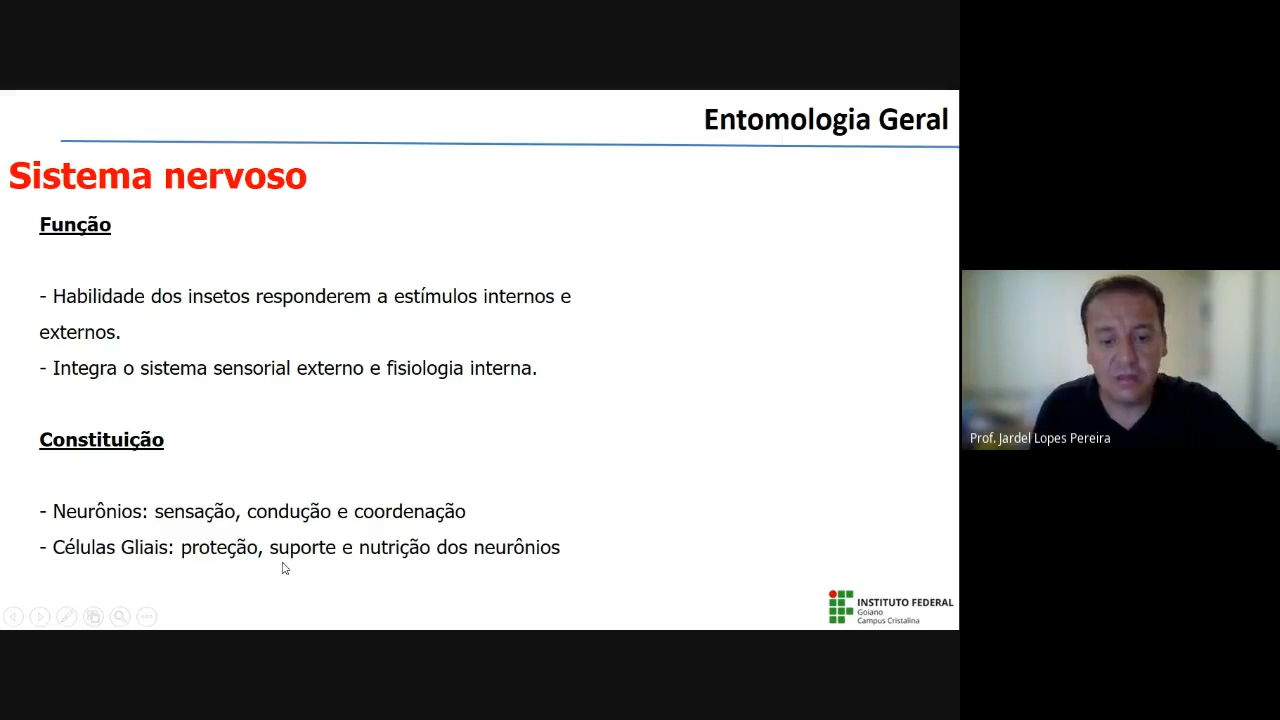 Entomologia Geral
Sistema nervoso
Função
- Habilidade dos insetos responderem a estímulos internos e
externos.
- Integra o sistema sensorial externo e fisiologia interna.
Constituição
- Neurônios: sensação, condução e coordenação
- Células Gliais: proteção, suporte e nutrição dos neurônios
INSTITUTO FEDERAL
Goiano
Campus Cristalina
Prof. Jardel Lopes Pereira